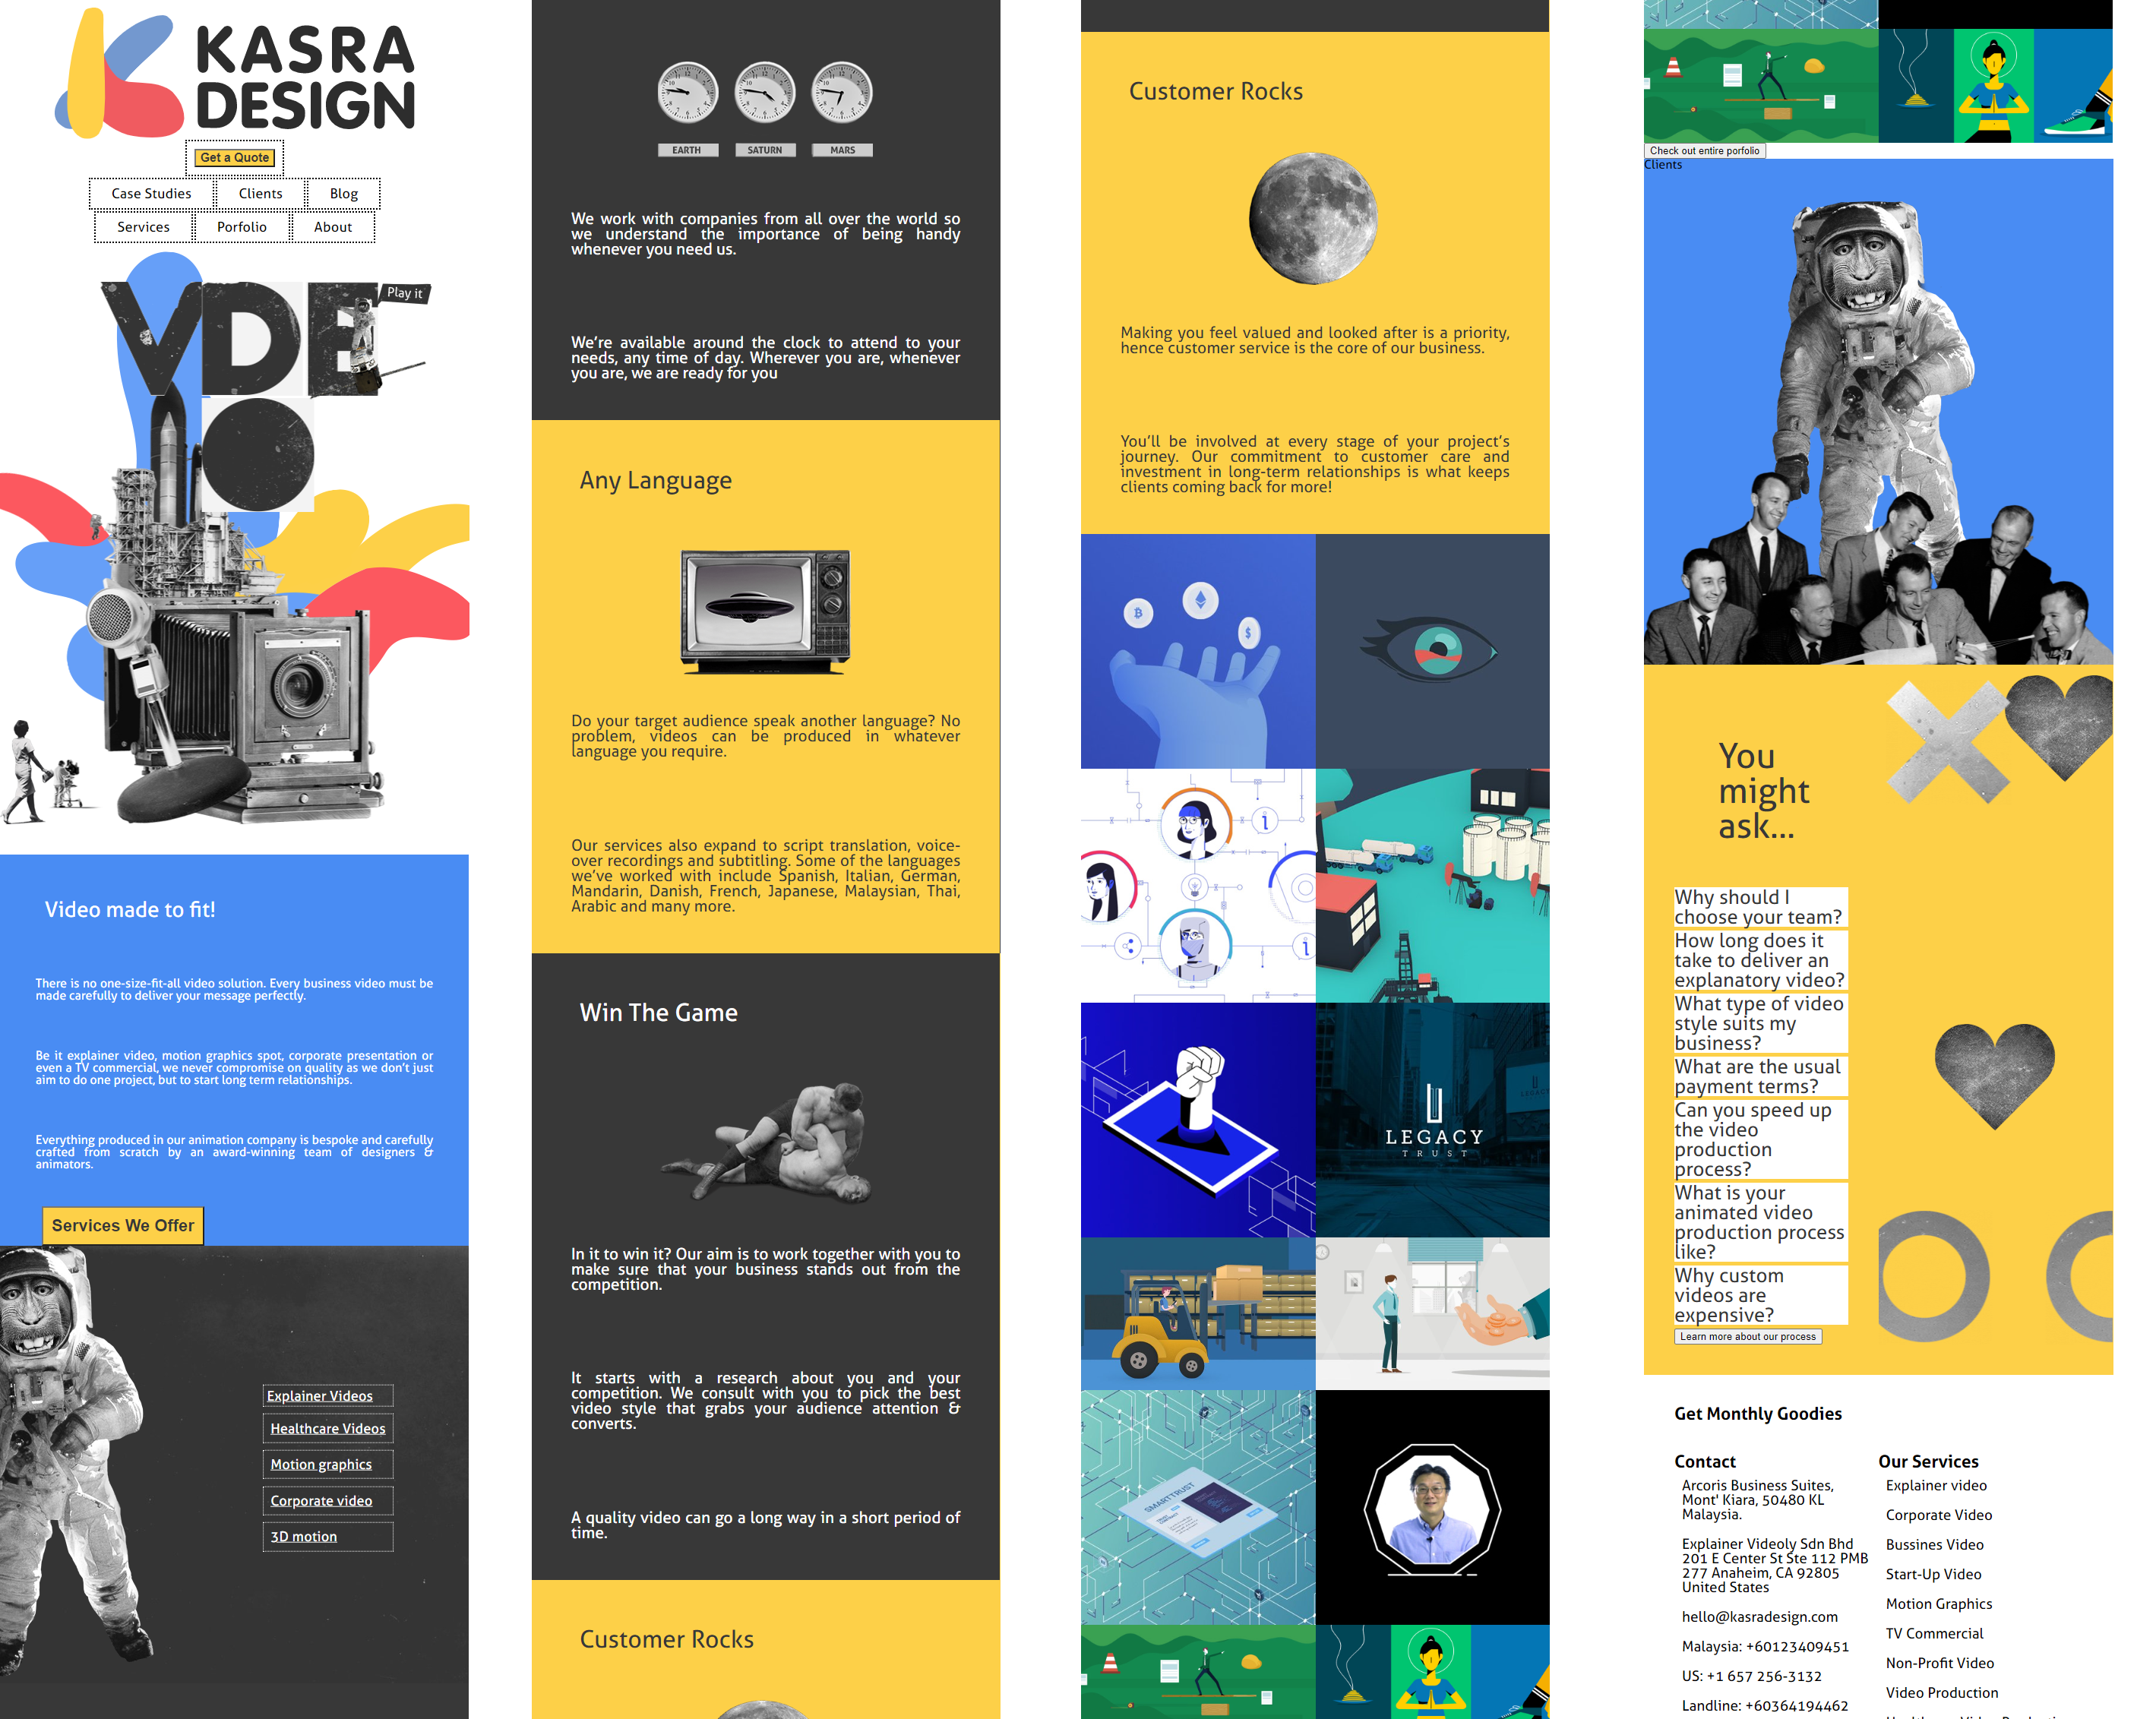 KASRA
DESIGN
Get a Quote
Case Studies
Clients
Blog
Services
Porfolio
About
VDE
Play it
O
Video made to fit!
There is no one-size-fit-all video solution. Every business video must be
made carefully to deliver your message perfectly.
Be it explainer video, motion graphics spot, corporate presentation or
even a TV commercial, we never compromise on quality as we don't just
aim to do one project, but to start long term relationships.
Everything produced in our animation company is bespoke and carefully
crafted from scratch by an award-winning team of designers &
animators.
Services We Offer
Explainer Videos
Healthcare Videos
Motion graphics
Corporate video
3D motion
EARTH
SATURN
MARS
We work with companies from all over the world so
we understand the importance of being handy
whenever you need us.
We're available around the clock to attend to your
needs, any time of day. Wherever you are, whenever
you are, we are ready for you
Any Language
Do your target audience speak another language? No
problem, videos can be produced in whatever
language you require.
Our services also expand to script translation, voice-
over recordings and subtitling. Some of the languages
we've worked with include Spanish, Italian, German,
Mandarin, Danish, French, Japanese, Malaysian, Thai,
Arabic and many more.
Win The Game
In it to win it? Our aim is to work together with you to
make sure that your business stands out from the
competition.
It starts with a research about you and your
competition. We consult with you to pick the best
video style that grabs your audience attention &
converts.
A quality video can go a long way in a short period of
time.
Customer Rocks
Customer Rocks
Making you feel valued and looked after is a priority,
hence customer service is the core of our business.
You'll be involved at every stage of your project's
journey. Our commitment to customer care and
investment in long-term relationships is what keeps
clients coming back for more!
LEGACY
TRUST
SMARTTRUST
Check out entire porfolio
Clients
You
might
ask...
Why should I
choose your team?
How long does it
take to deliver an
explanatory video?
What type of video
style suits my
business?
What are the usual
payment terms?
Can you speed up
the video
production
process?
What is your
animated video
production process
like?
Why custom
videos are
expensive?
Learn more about our process
Get Monthly Goodies
Contact
Arcoris Business Suites,
Mont' Kiara, 50480 KL
Malaysia.
Explainer Videoly Sdn Bhd
201 E Center St Ste 112 PMB
277 Anaheim, CA 92805
United States
hello@kasradesign.com
Malaysia: +60123409451
US: +1 657 256-3132
Landline: +60364194462
Our Services
Explainer video
Corporate Video
Bussines Video
Start-Up Video
Motion Graphics
TV Commercial
Non-Profit Video
Video Production